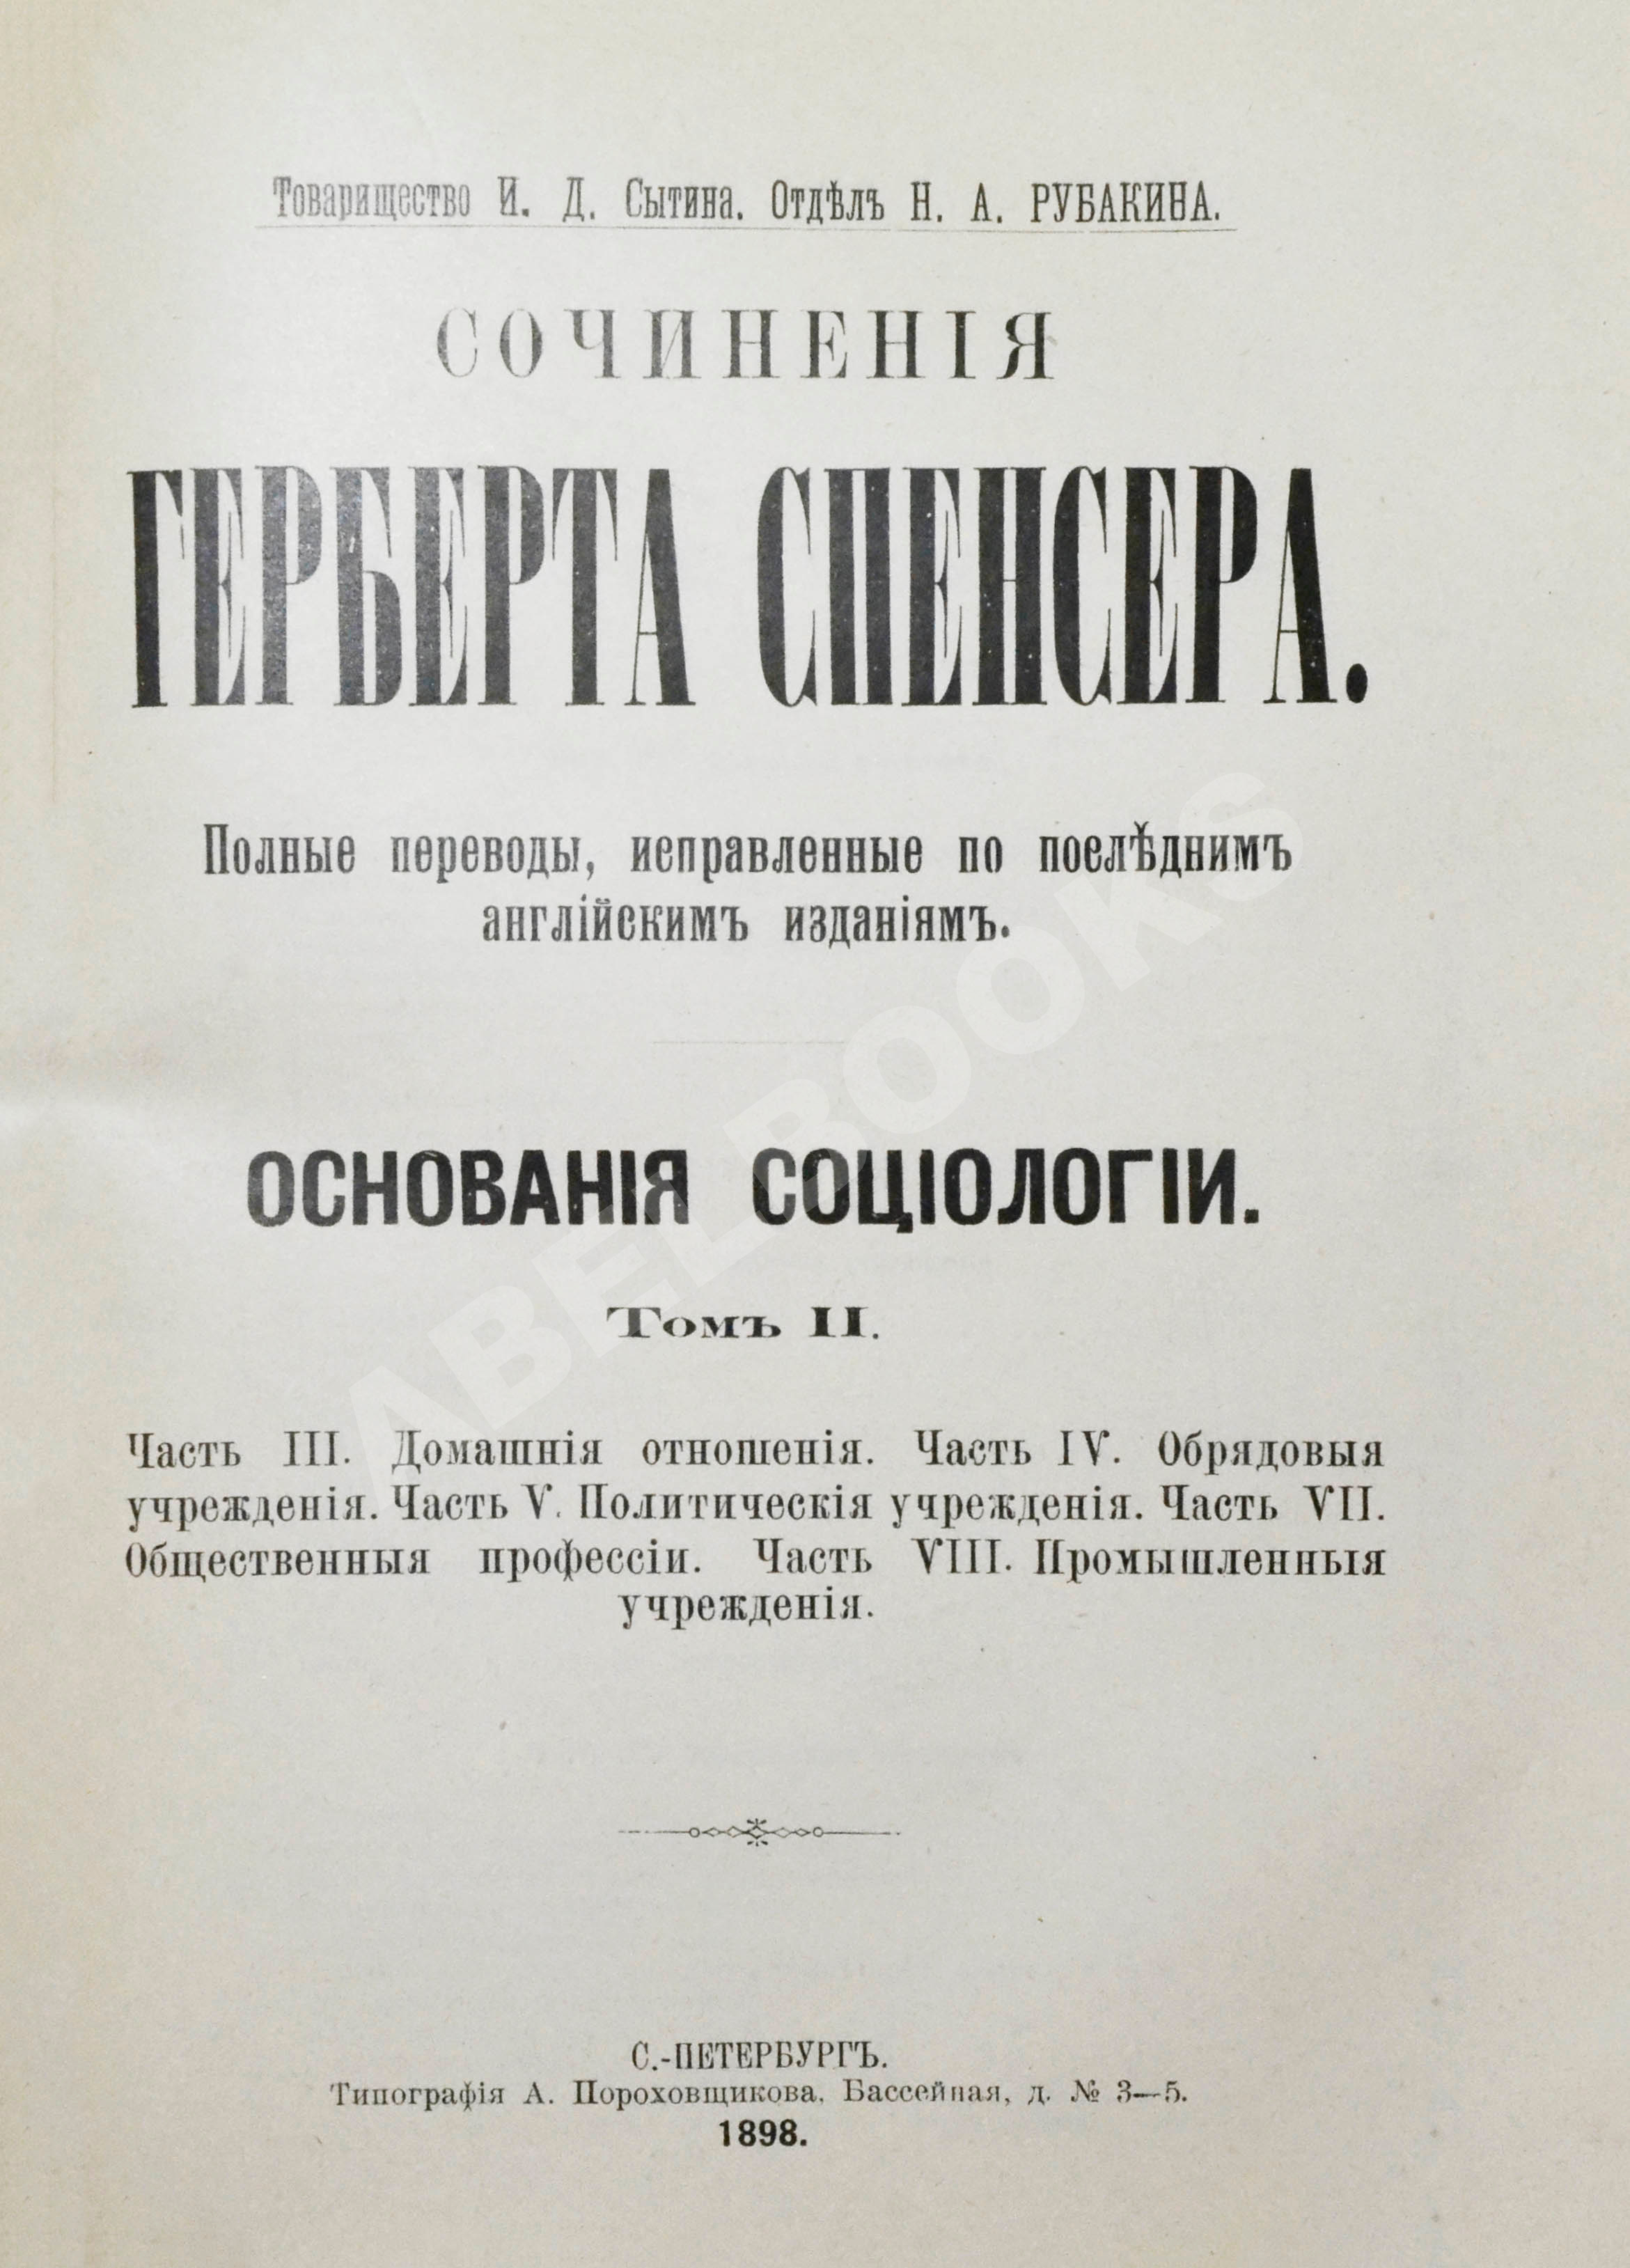 Товарищество И. Д. Сытина. Отдѣлъ Н. А. РУБАКИНА.
СОЧИНЕНІЯ
ГЕРБЕРТА СПЕНСЕРА.
Полные переводы, исправленные по послѣднимъ
англійскимъ изданіямъ.
ОСНОВАНІЯ СОЦІОЛОГІИ.
Томъ II.
Часть III. Домашнія отношенія. Часть IV. Обрядовыя
учрежденія. Часть V. Политическія учрежденія. Часть VII.
Общественныя профессіи. Часть VIII. Промышленныя
учрежденія.
С.-ПЕТЕРБУРГЪ.
Типографія А. Пороховщикова, Бассейная, д. № 3—5.
1898.
ABELBOOKS